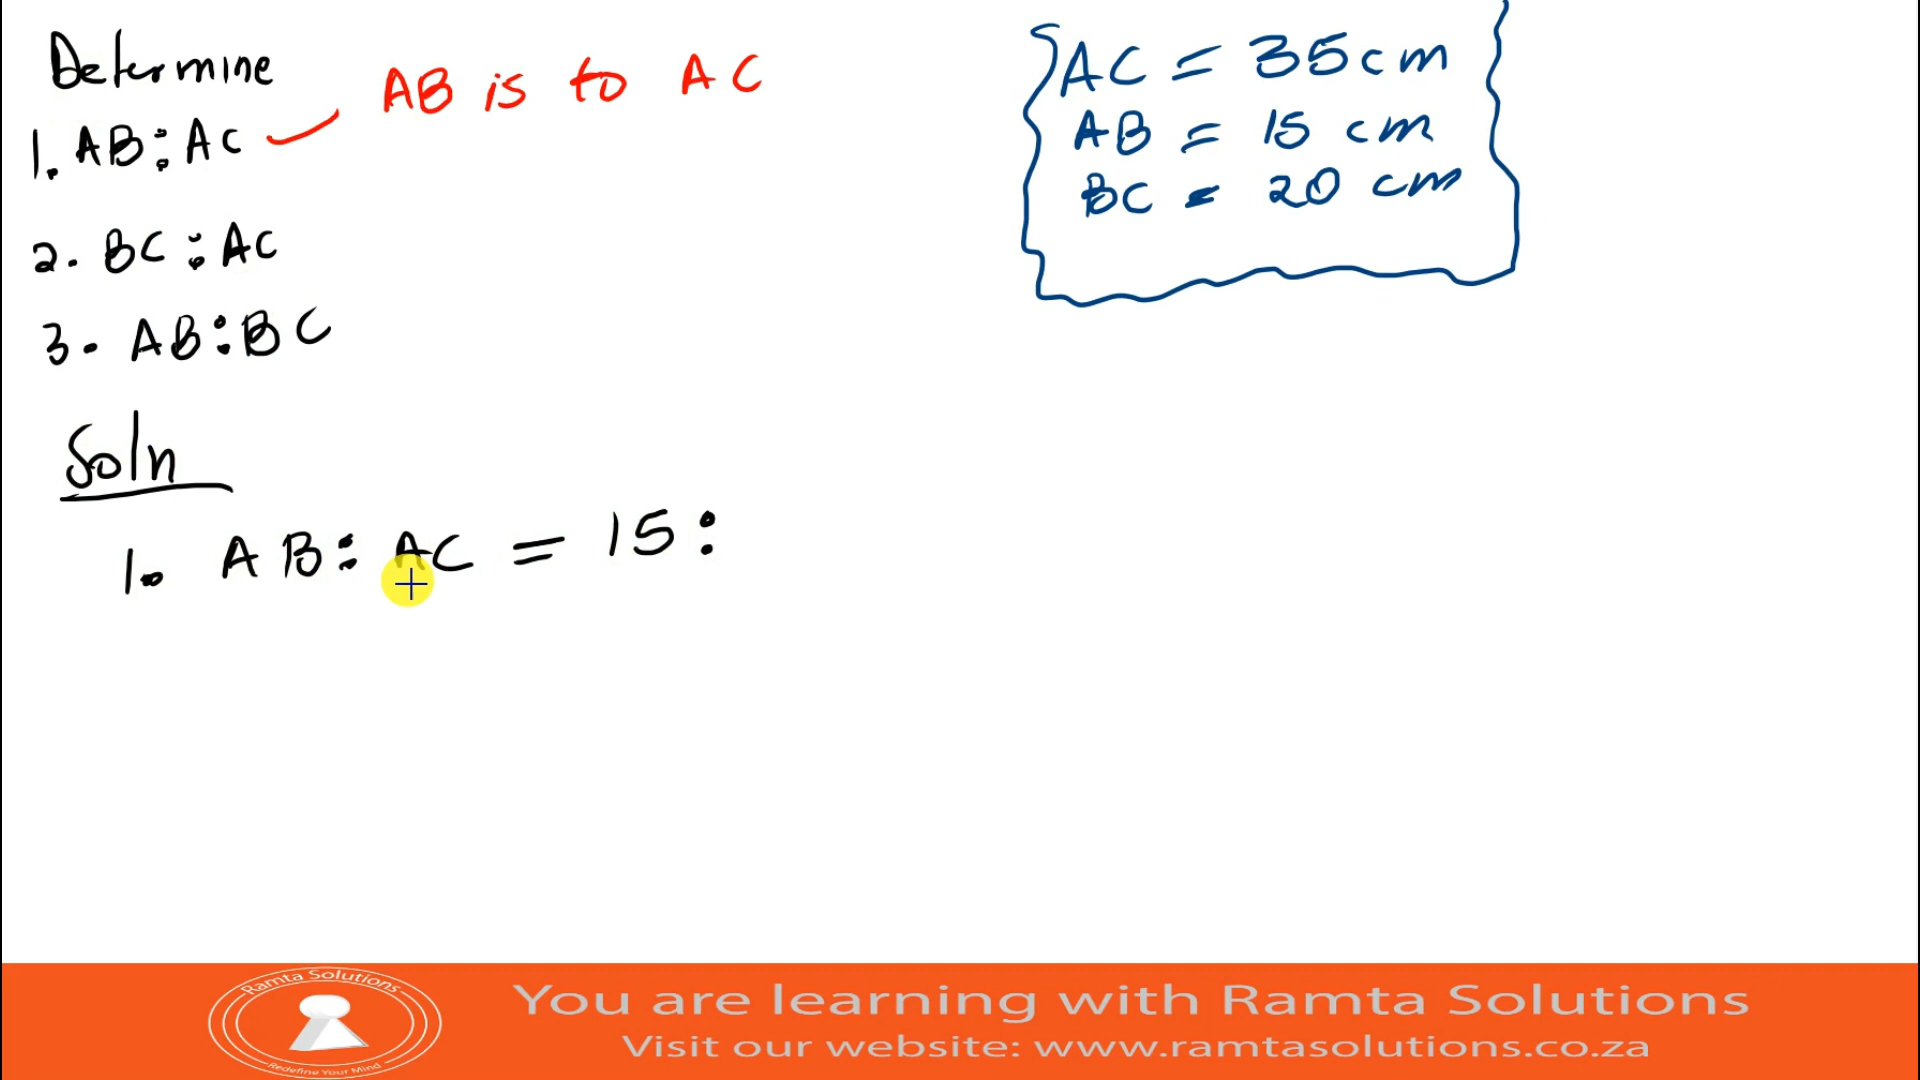 Determine
1. AB : AC
AB is to AC
2. BC : AC
3. AB : BC
AC = 35cm
AB = 15 cm
BC = 20 cm
Soln
1. AB : AC = 15 :
Ramta Solutions
Redefine Your Mind
You are learning with Ramta Solutions
Visit our website: www.ramtasolutions.co.za